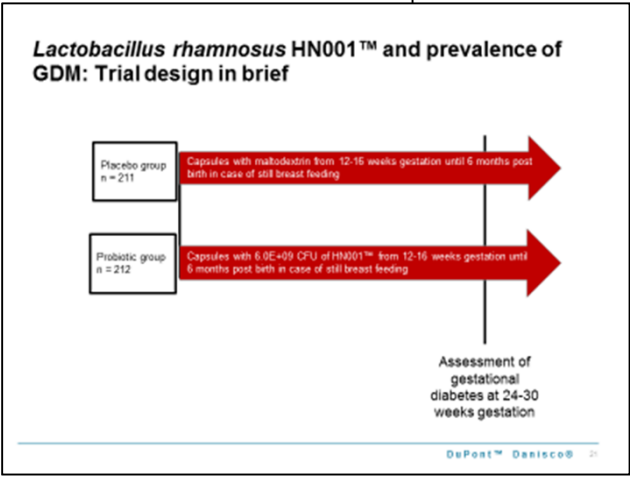 Lactobacillus rhamnosus HN001™ and prevalence of
GDM: Trial design in brief
Placebo group
n = 211
Capsules with maltodextrin from 12-16 weeks gestation until 6 months post
birth in case of still breast feeding
Probiotic group
n = 212
Capsules with 6.0E+09 CFU of HN001™ from 12-16 weeks gestation until
6 months post birth in case of still breast feeding
Assessment of
gestational
diabetes at 24-30
weeks gestation
DuPont™ Danisco®